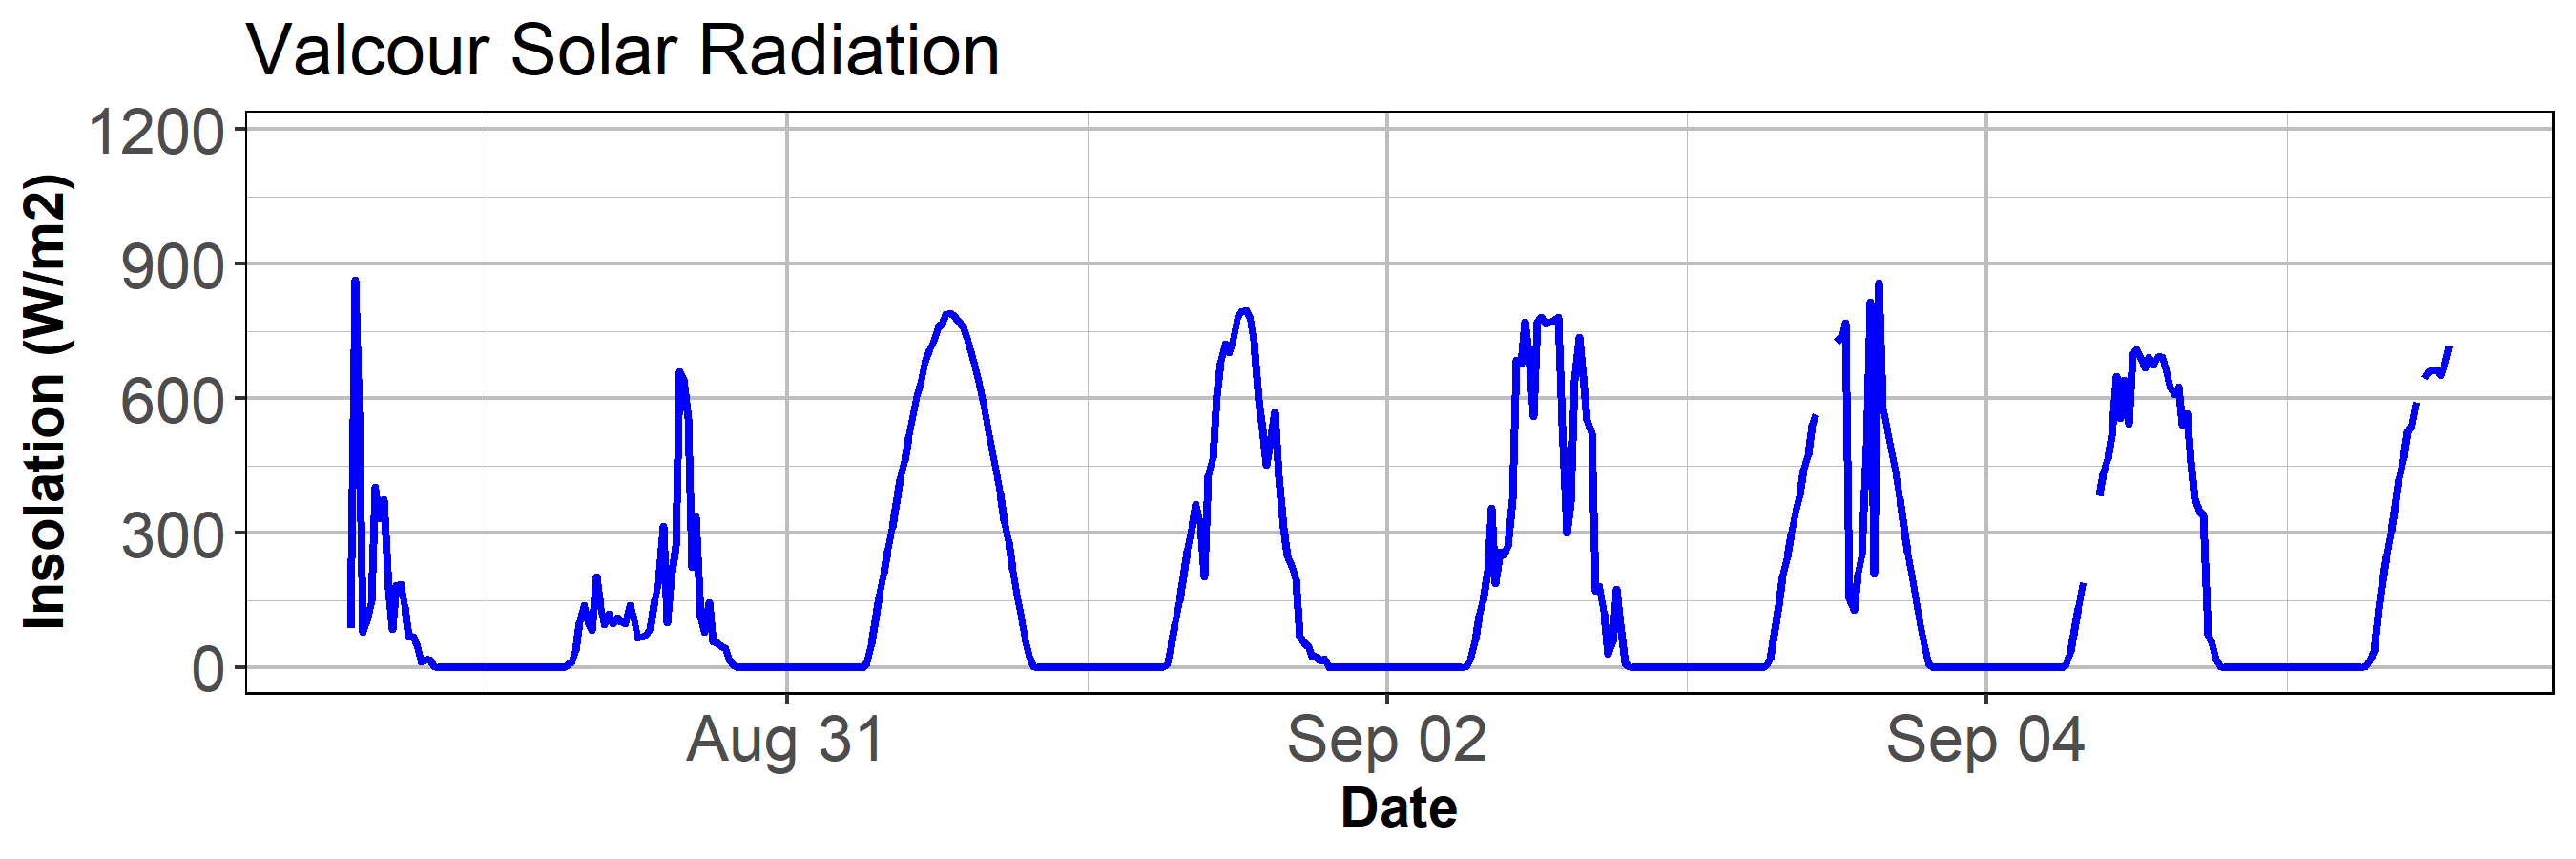 Valcour Solar Radiation
1200
900
600
300
0
Insolation (W/m2)
Aug 31
Sep 02
Sep 04
Date